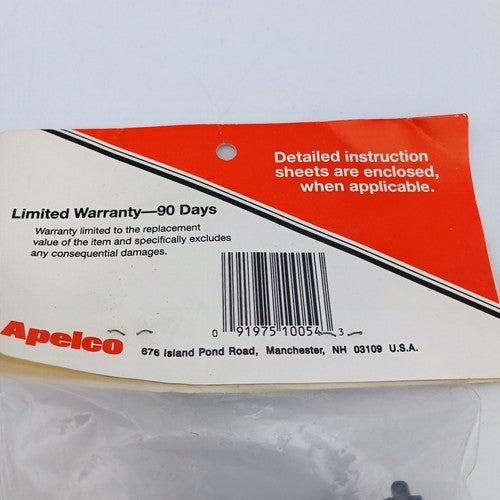 Detailed instruction
sheets are enclosed,
when applicable.
Limited Warranty—90 Days
Warranty limited to the replacement
value of the item and specifically excludes
any consequential damages.
0 91975 10054 3
Apelco
676 Island Pond Road, Manchester, NH 03109 U.S.A.